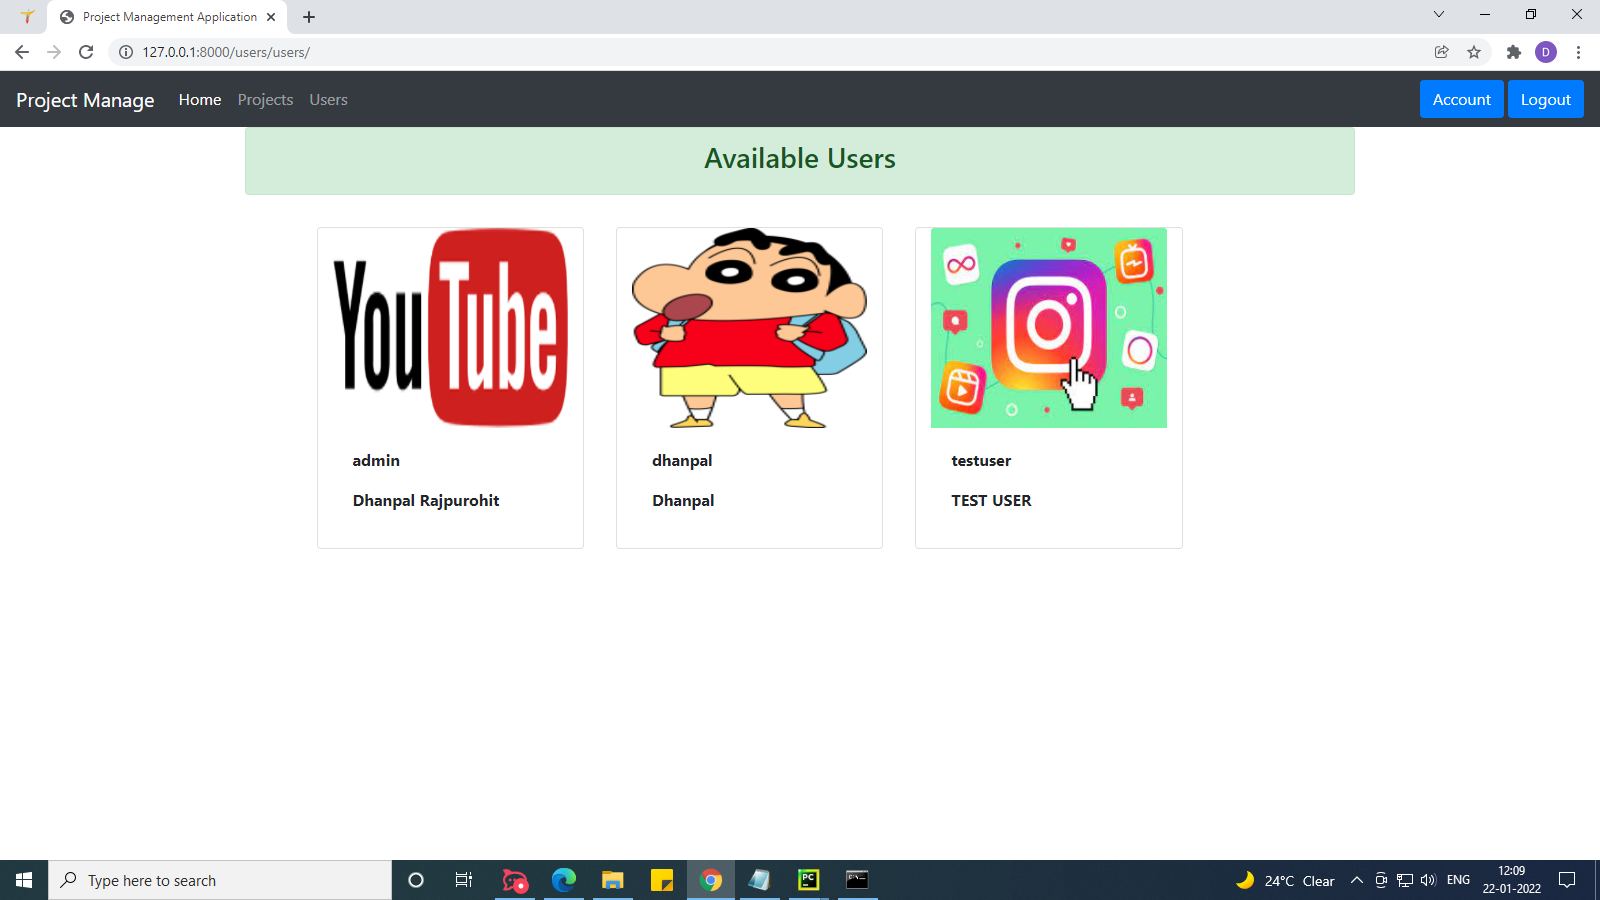 Project Management Application
127.0.0.1:8000/users/users/
D
Project Manage Home Projects Users Account Logout
Available Users
YouTube
admin
Dhanpal Rajpurohit
dhanpal
Dhanpal
testuser
TEST USER
Type here to search
PC
24°C Clear
ENG
12:09
22-01-2022